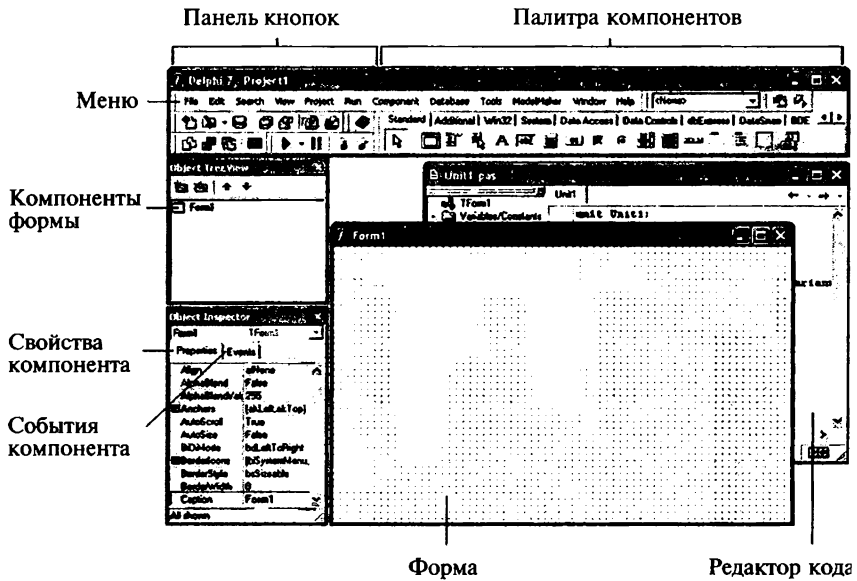 Панель кнопок
Палитра компонентов
7 Delphi 7 Project1
Меню
File Edit Search View Project Run Component Database Tools ModelMaker Window Help <None>
Standard Additional Win32 System Data Access Data Controls dbExpress DataSnap BDE
Object TreeView
Компоненты
формы
Form1
Unit1 pas
TForm1
Variables/Constants
Unit1
unit Unit1;
7 Form1
Object Inspector
Form1 TForm1
Свойства
компонента
Properties Events
Align alNone
AlphaBlend False
AlphaBlendVal 255
Anchors [akLeft,akTop]
AutoScroll True
AutoSize False
BiDiMode bdLeftToRight
BorderIcons [biSystemMenu,
BorderStyle bsSizeable
BorderWidth 0
Caption Form1
All shown
События
компонента
Форма
Редактор кода